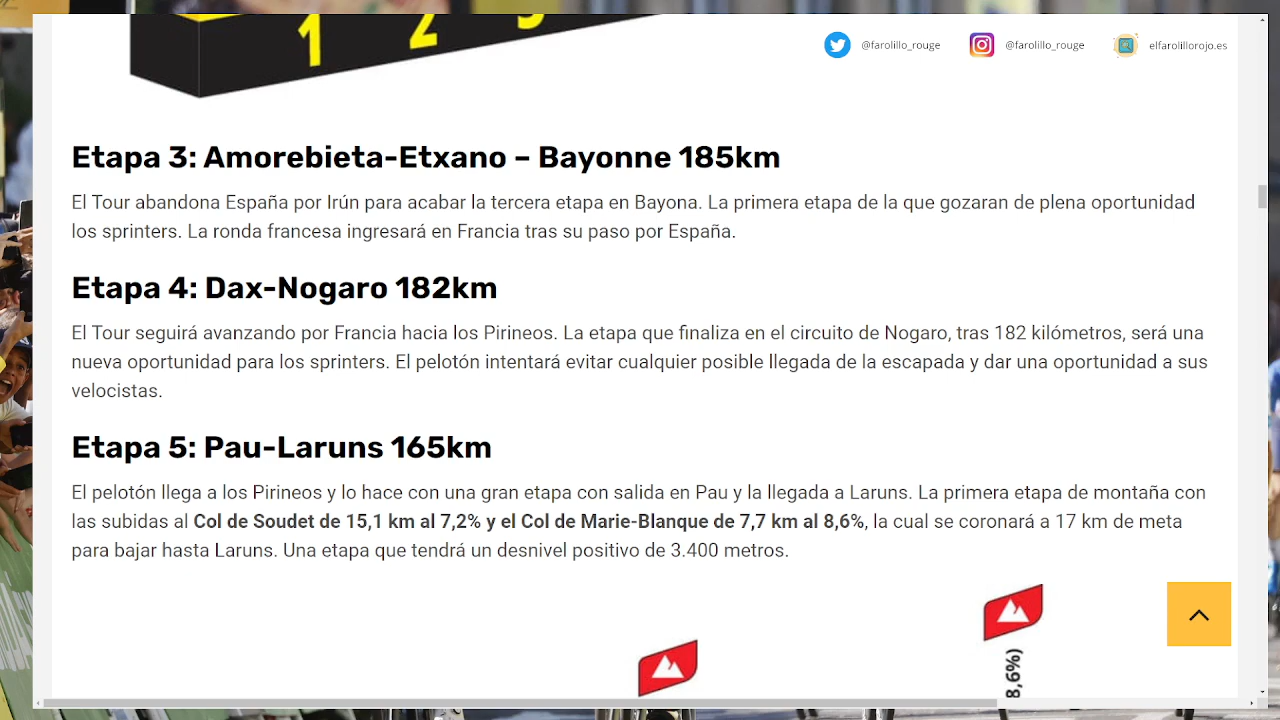 1 2 3
@farolillo_rouge @farolillo_rouge elfarolillorojo.es
Etapa 3: Amorebieta-Etxano – Bayonne 185km
El Tour abandona España por Irún para acabar la tercera etapa en Bayona. La primera etapa de la que gozaran de plena oportunidad
los sprinters. La ronda francesa ingresará en Francia tras su paso por España.
Etapa 4: Dax-Nogaro 182km
El Tour seguirá avanzando por Francia hacia los Pirineos. La etapa que finaliza en el circuito de Nogaro, tras 182 kilómetros, será una
nueva oportunidad para los sprinters. El pelotón intentará evitar cualquier posible llegada de la escapada y dar una oportunidad a sus
velocistas.
Etapa 5: Pau-Laruns 165km
El pelotón llega a los Pirineos y lo hace con una gran etapa con salida en Pau y la llegada a Laruns. La primera etapa de montaña con
las subidas al Col de Soudet de 15,1 km al 7,2% y el Col de Marie-Blanque de 7,7 km al 8,6%, la cual se coronará a 17 km de meta
para bajar hasta Laruns. Una etapa que tendrá un desnivel positivo de 3.400 metros.
8,6%)